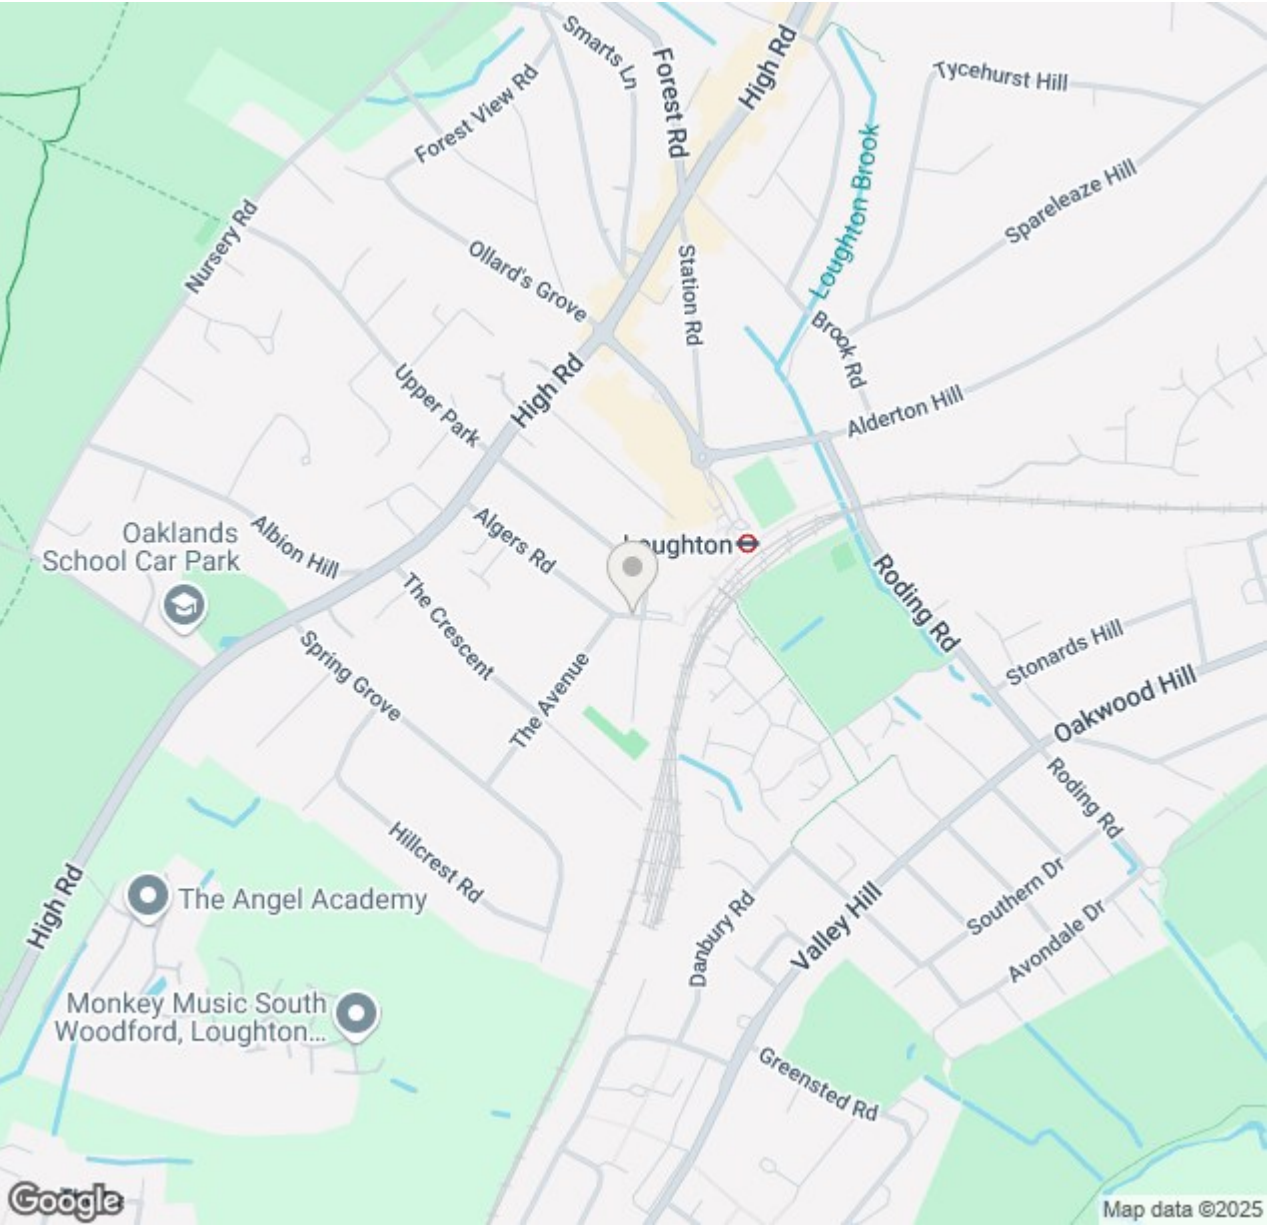 Smarts Ln
High Rd
Tycehurst Hill
Forest Rd
Forest View Rd
Loughton Brook
Spareleaze Hill
Nursery Rd
Ollard's Grove
Station Rd
Brook Rd
High Rd
Upper Park
Alderton Hill
Oaklands
School Car Park
Albion Hill
Algers Rd
Loughton
Roding Rd
The Crescent
Stonards Hill
Spring Grove
The Avenue
Oakwood Hill
Roding Rd
Hillcrest Rd
High Rd
The Angel Academy
Southern Dr
Valley Hill
Danbury Rd
Avondale Dr
Monkey Music South
Woodford, Loughton...
Greensted Rd
Google
Map data ©2025